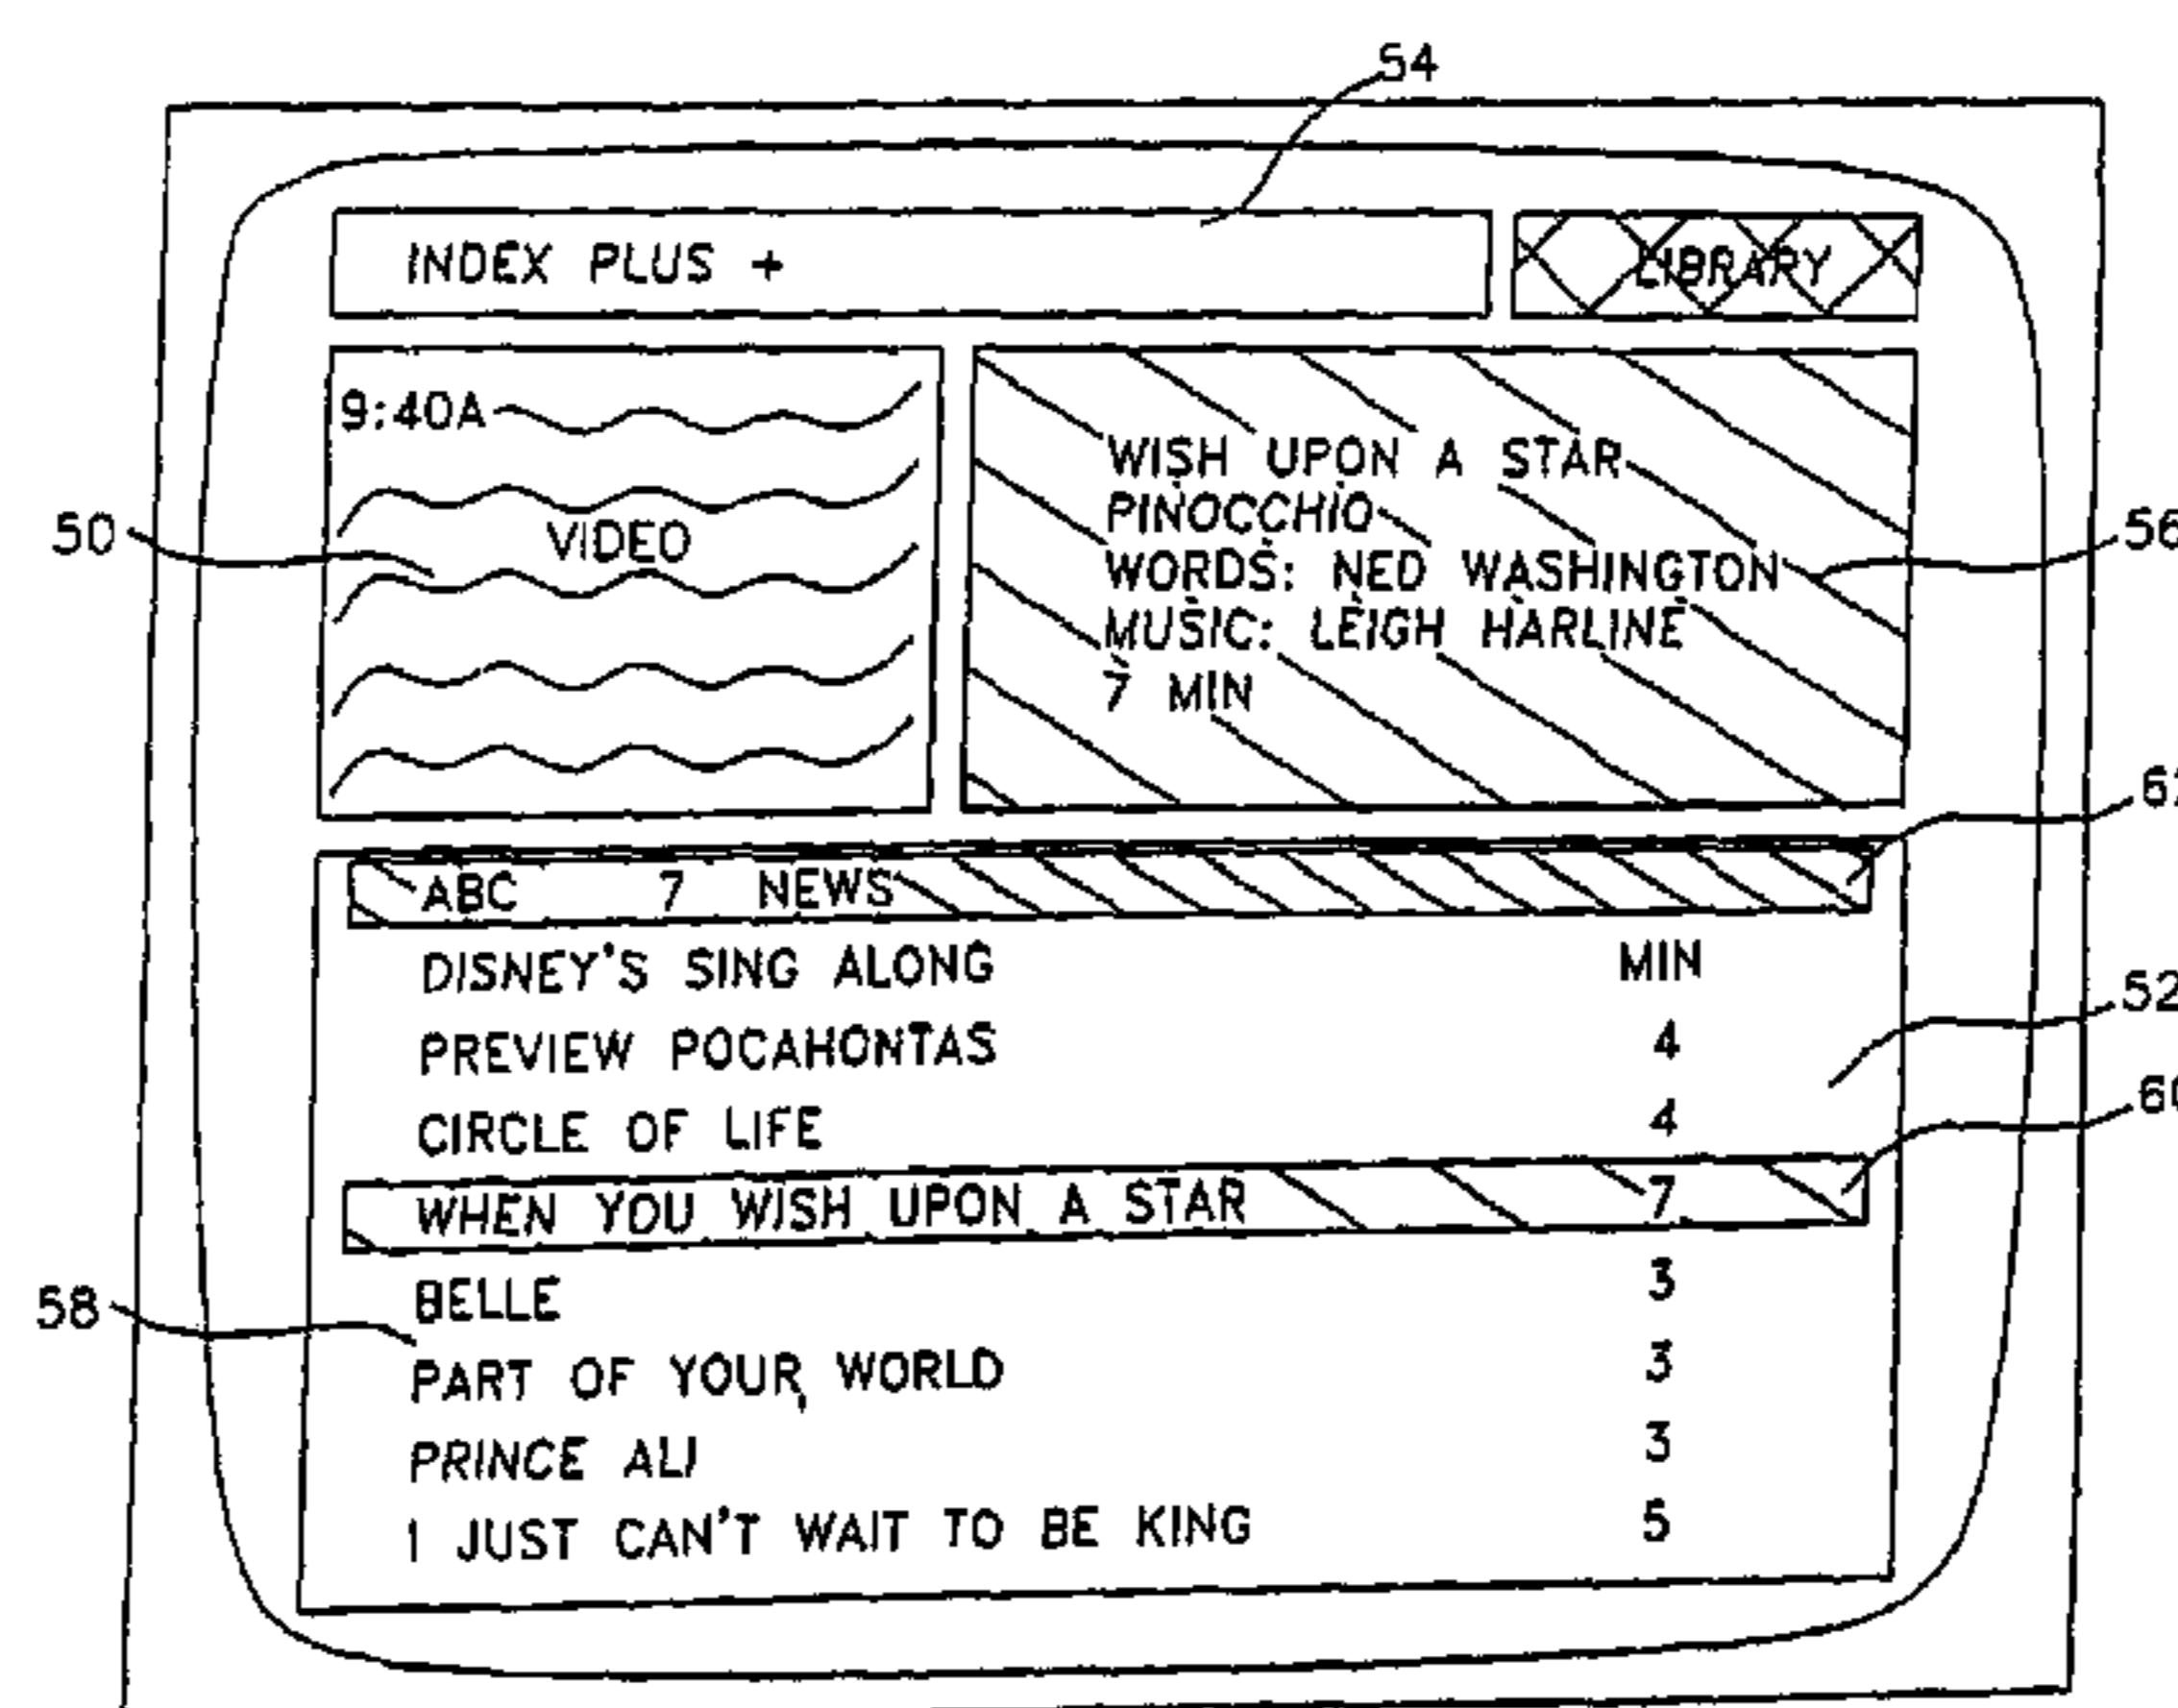 54
INDEX PLUS + LIBRARY
9:40A
VIDEO
50
WISH UPON A STAR
PINOCCHIO
WORDS: NED WASHINGTON
MUSIC: LEIGH HARLINE
7 MIN
56
ABC 7 NEWS
DISNEY'S SING ALONG MIN
PREVIEW POCAHONTAS 4
52
CIRCLE OF LIFE 4
60
WHEN YOU WISH UPON A STAR 7
BELLE 3
58
PART OF YOUR WORLD 3
PRINCE ALI 3
I JUST CAN'T WAIT TO BE KING 5